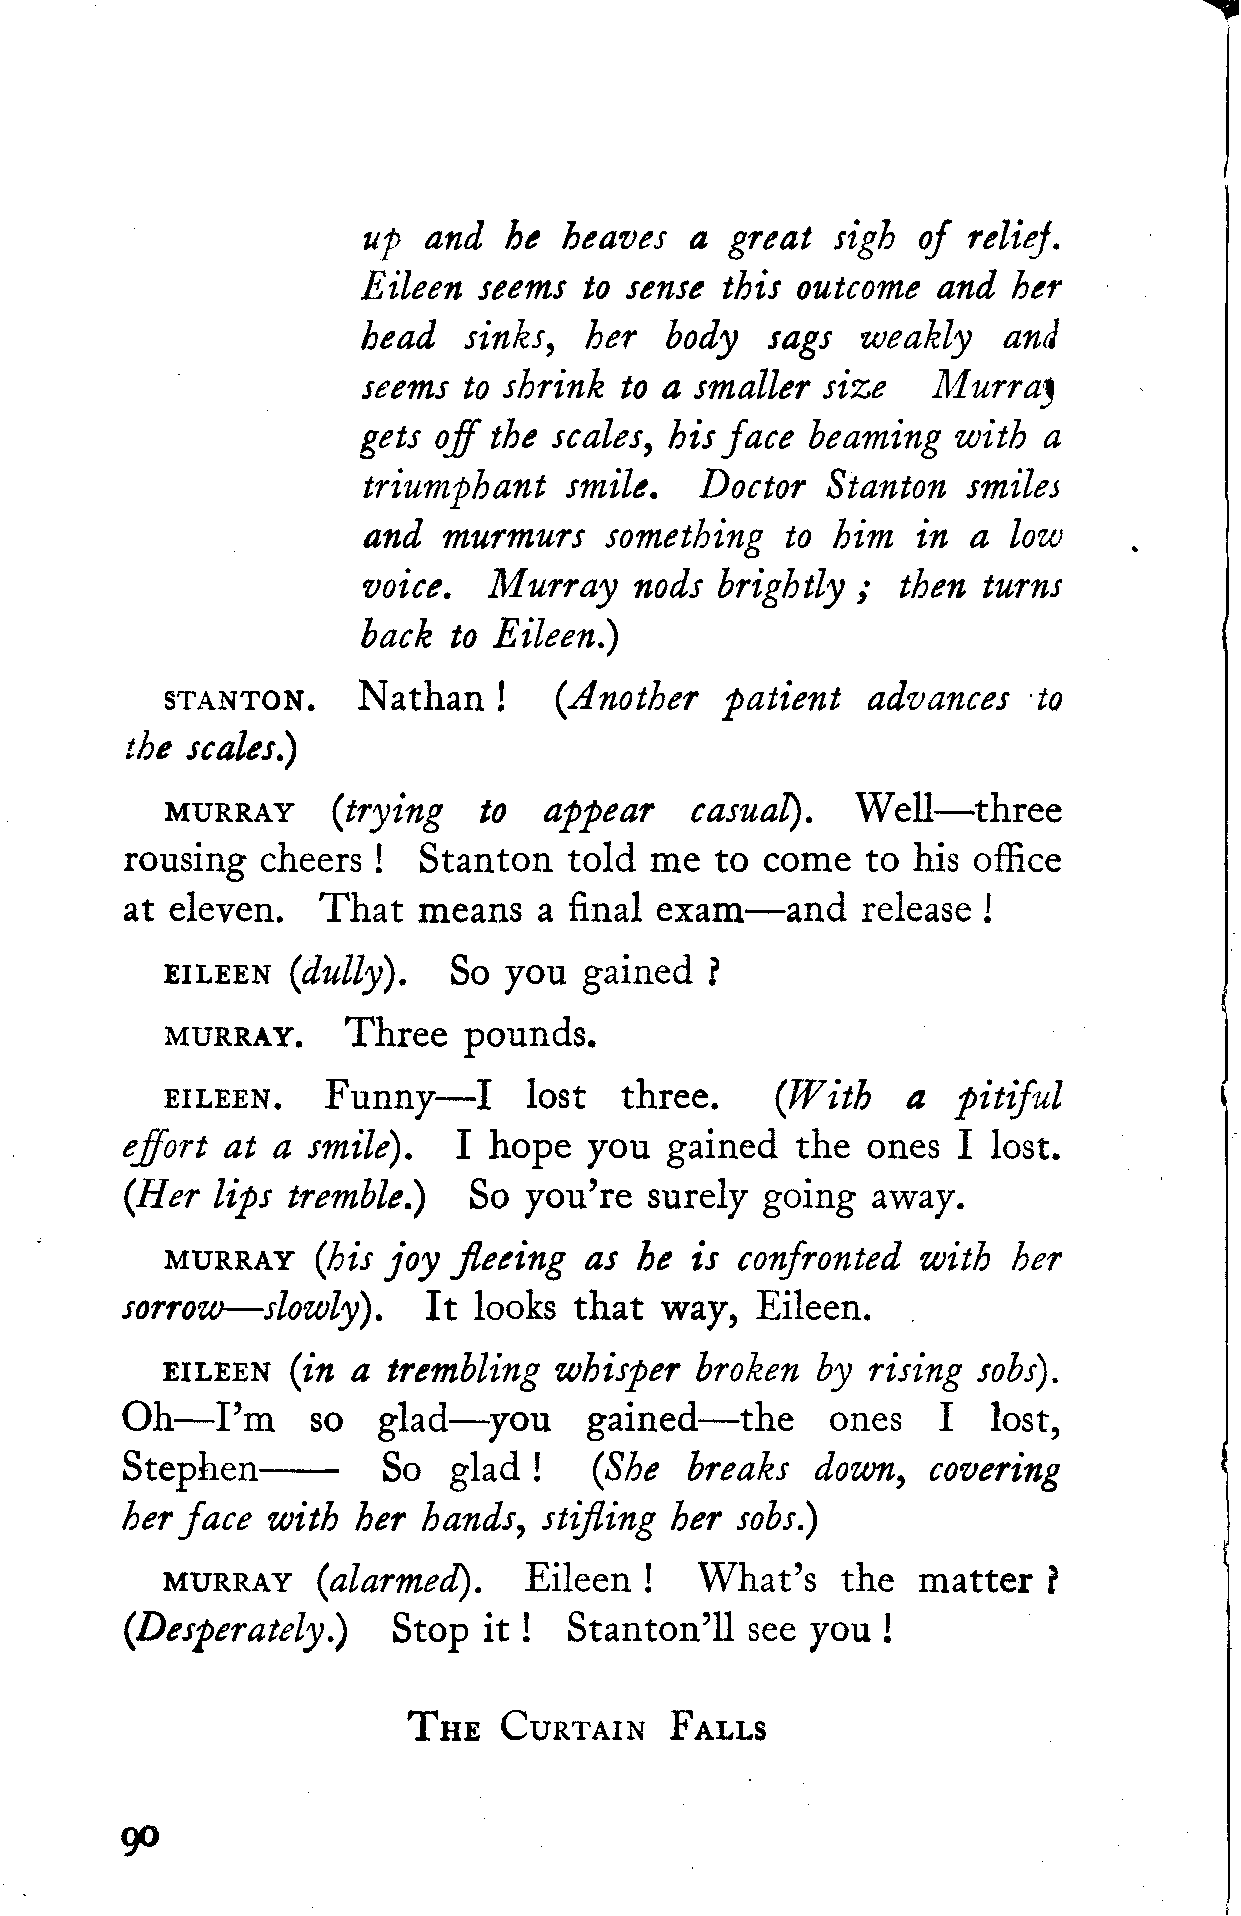 up and he heaves a great sigh of relief.
Eileen seems to sense this outcome and her
head sinks, her body sags weakly and
seems to shrink to a smaller size Murray
gets off the scales, his face beaming with a
triumphant smile. Doctor Stanton smiles
and murmurs something to him in a low
voice. Murray nods brightly ; then turns
back to Eileen.)
STANTON. Nathan ! (Another patient advances to
the scales.)
MURRAY (trying to appear casual). Well—three
rousing cheers ! Stanton told me to come to his office
at eleven. That means a final exam—and release !
EILEEN (dully). So you gained ?
MURRAY. Three pounds.
EILEEN. Funny—I lost three. (With a pitiful
effort at a smile). I hope you gained the ones I lost.
(Her lips tremble.) So you're surely going away.
MURRAY (his joy fleeing as he is confronted with her
sorrow—slowly). It looks that way, Eileen.
EILEEN (in a trembling whisper broken by rising sobs).
Oh—I'm so glad—you gained—the ones I lost,
Stephen—— So glad ! (She breaks down, covering
her face with her hands, stifling her sobs.)
MURRAY (alarmed). Eileen ! What's the matter ?
(Desperately.) Stop it ! Stanton'll see you !
THE CURTAIN FALLS
90